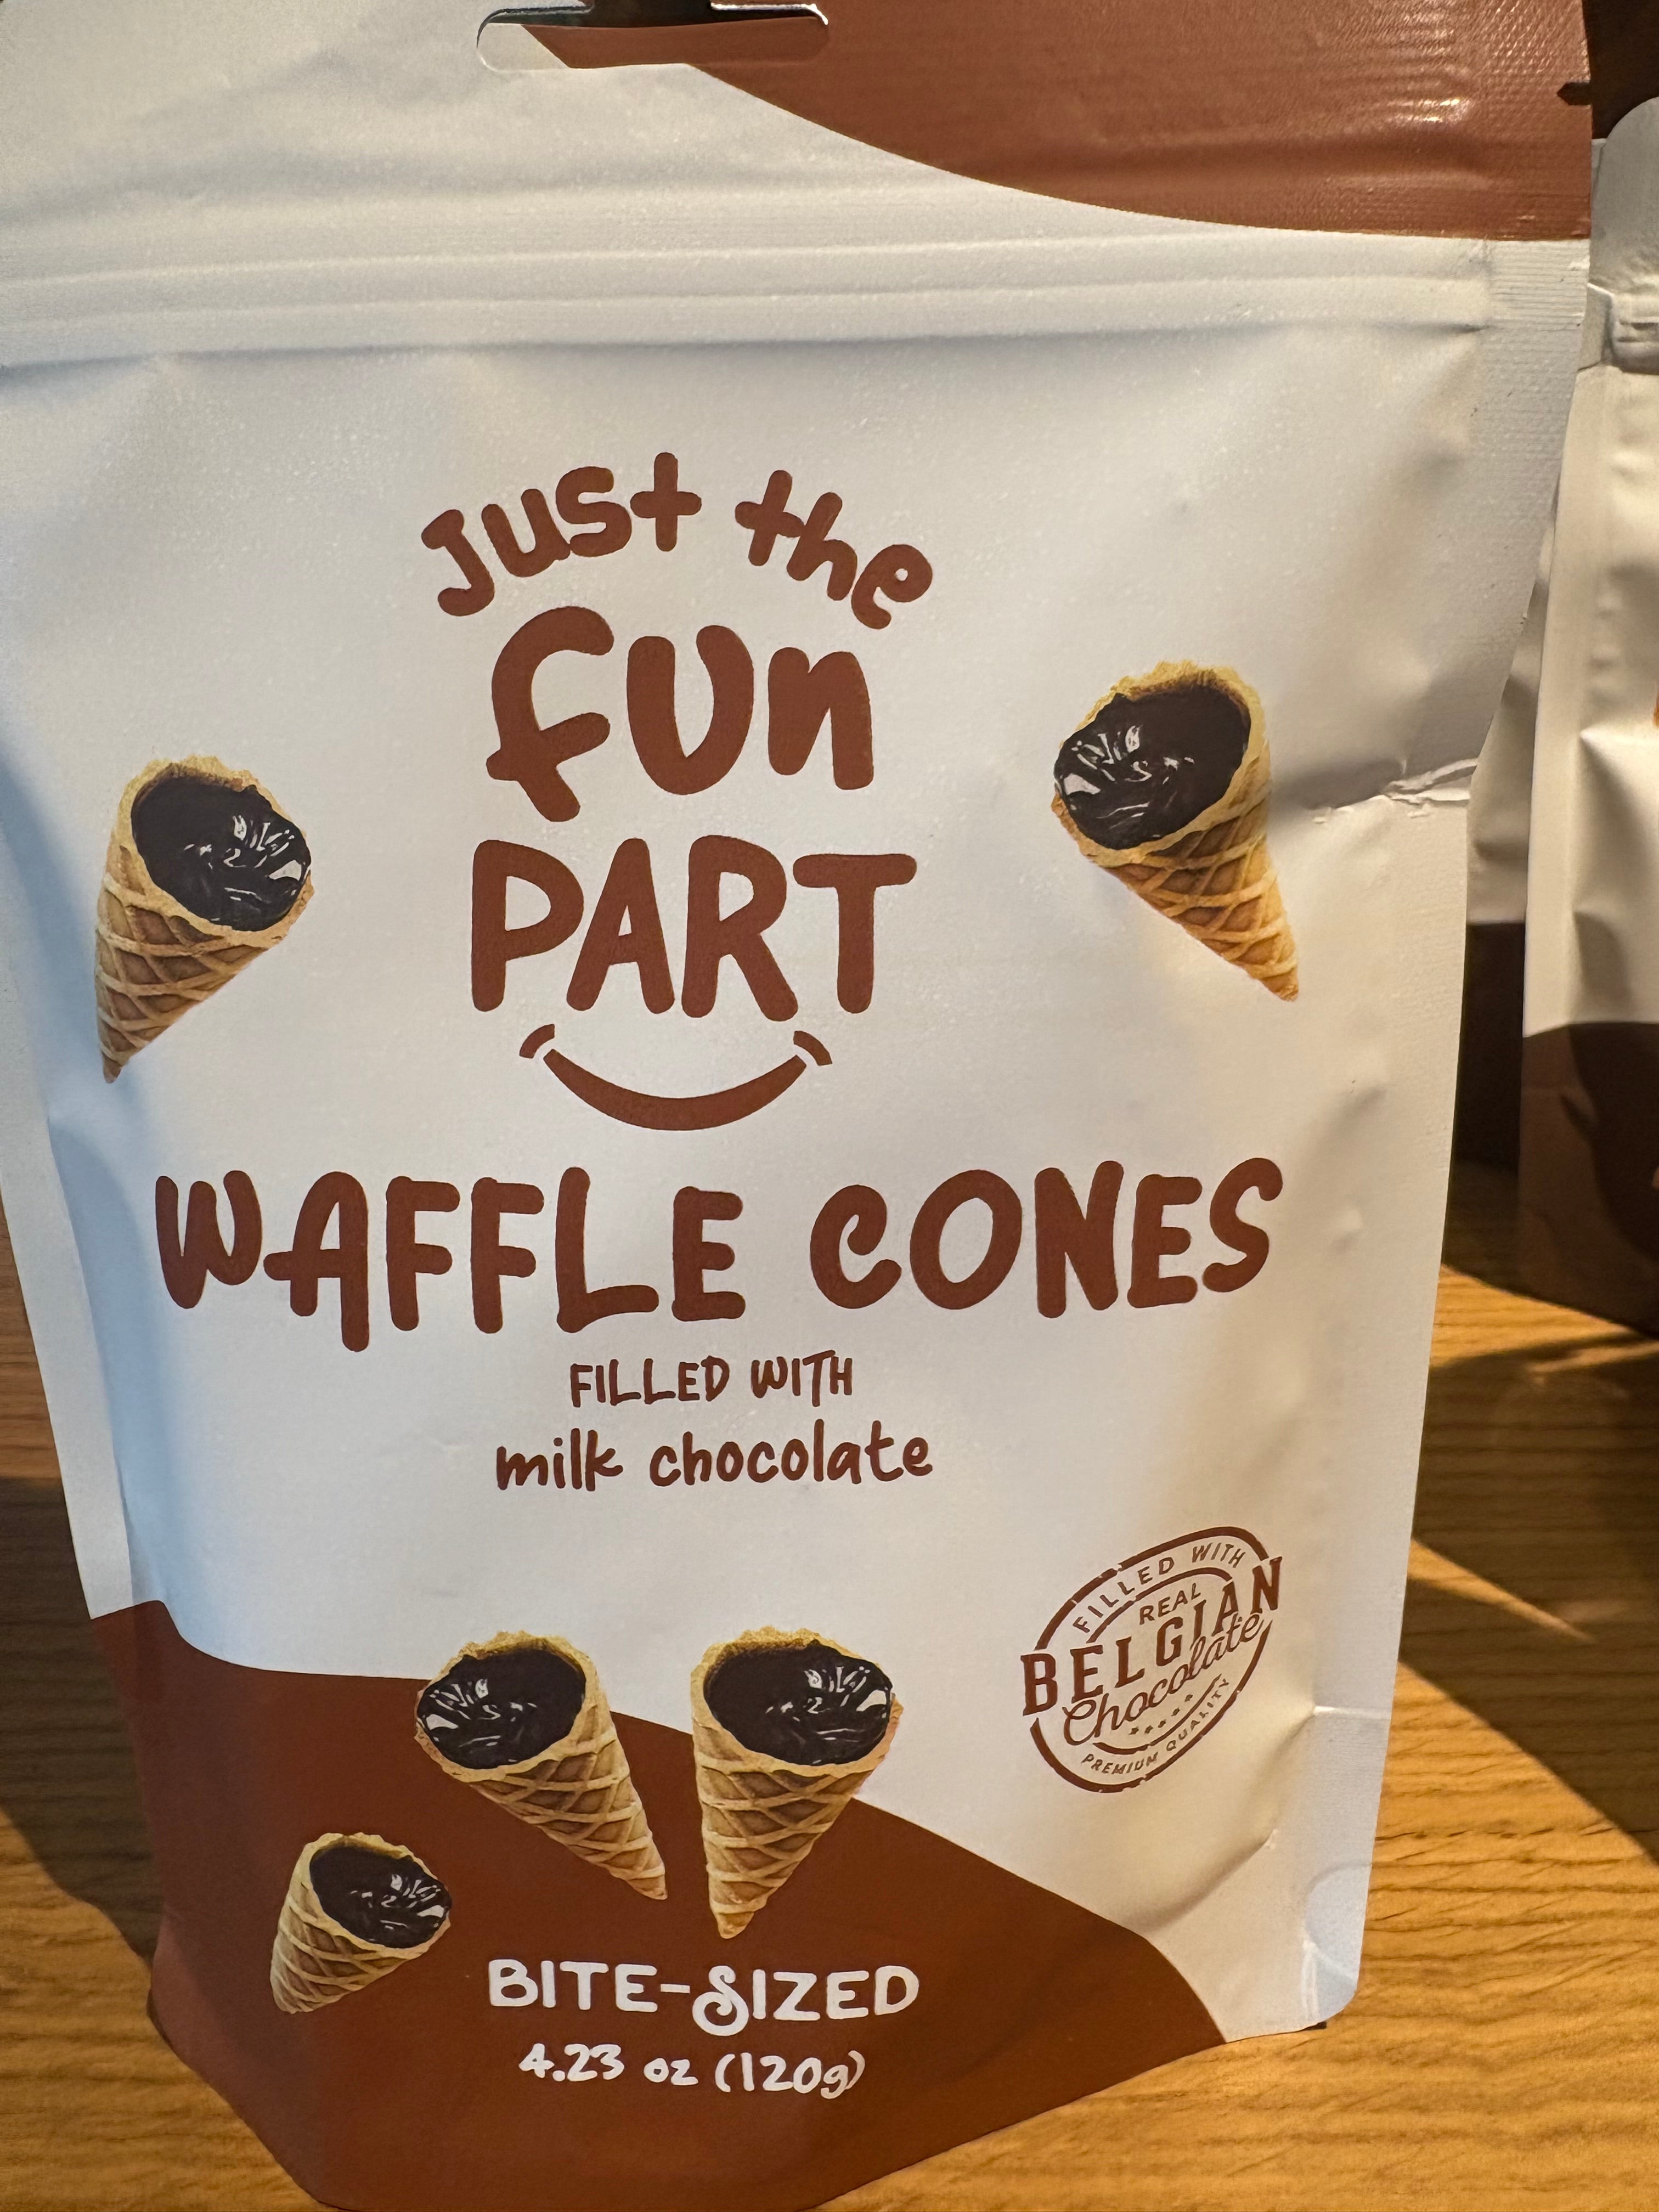 Just the
fun
PART
WAFFLE CONES
FILLED WITH
milk chocolate
FILLED WITH
REAL
BELGIAN
Chocolate
PREMIUM QUALITY
BITE-SIZED
4.23 oz (120g)